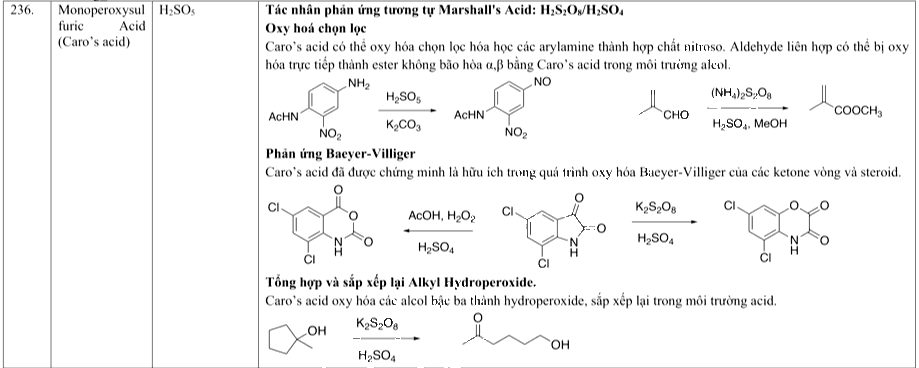 236.
Monoperoxysul
furic Acid
(Caro's acid)
H₂SO₅
Tác nhân phản ứng tương tự Marshall's Acid: H₂S₂O₈/H₂SO₄
Oxy hoá chọn lọc
Caro's acid có thể oxy hóa chọn lọc hóa học các arylamine thành hợp chất nitroso. Aldehyde liên hợp có thể bị oxy
hóa trực tiếp thành ester không bão hòa α,β bằng Caro's acid trong môi trường alcol.
NH₂
AcHN
NO₂
H₂SO₅
K₂CO₃
NO
AcHN
NO₂
CHO
(NH₄)₂S₂O₈
H₂SO₄, MeOH
COOCH₃
Phản ứng Baeyer-Villiger
Caro's acid đã được chứng minh là hữu ích trong quá trình oxy hóa Baeyer-Villiger của các ketone vòng và steroid.
Cl
O
O
N
H
O
Cl
AcOH, H₂O₂
H₂SO₄
Cl
O
O
N
H
Cl
K₂S₂O₈
H₂SO₄
Cl
O
O
N
H
O
Cl
Tổng hợp và sắp xếp lại Alkyl Hydroperoxide.
Caro's acid oxy hóa các alcol bậc ba thành hydroperoxide, sắp xếp lại trong môi trường acid.
OH
K₂S₂O₈
H₂SO₄
O
OH